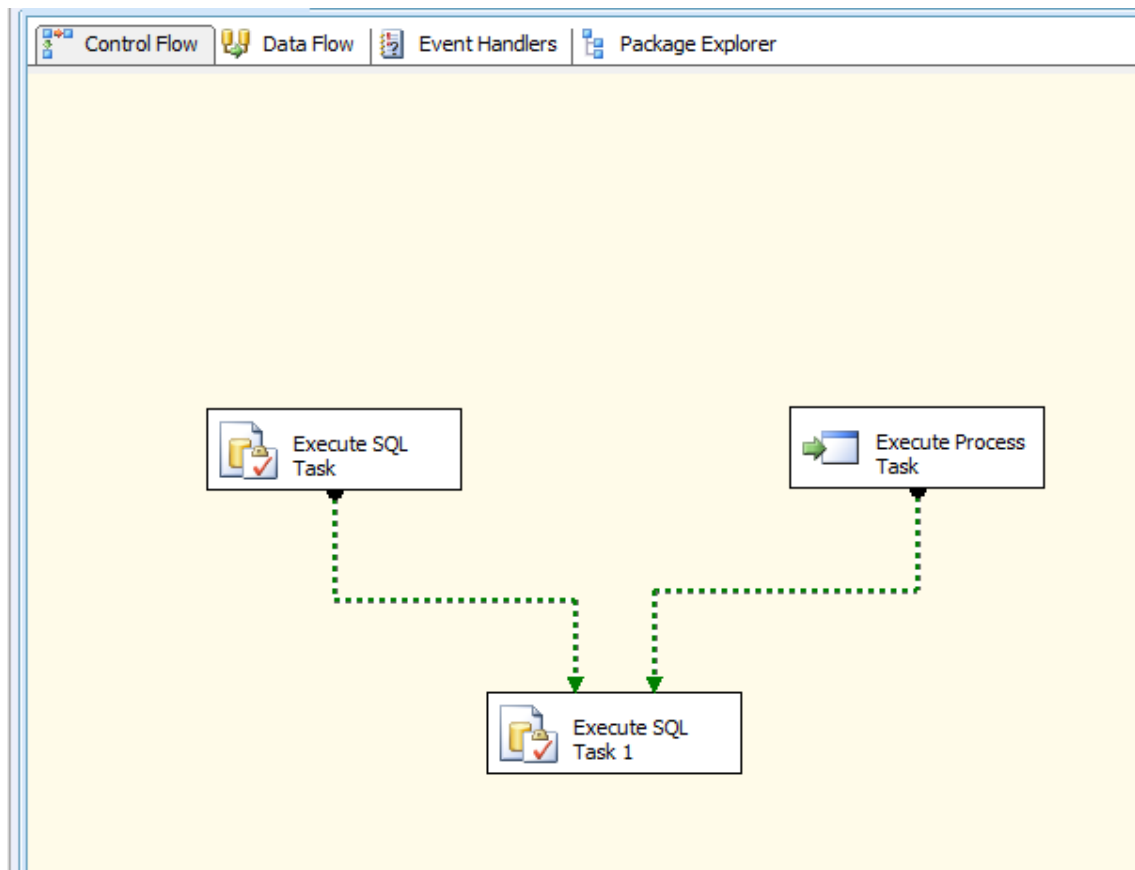 Control Flow
Data Flow
Event Handlers
Package Explorer
Execute SQL
Task
Execute Process
Task
Execute SQL
Task 1